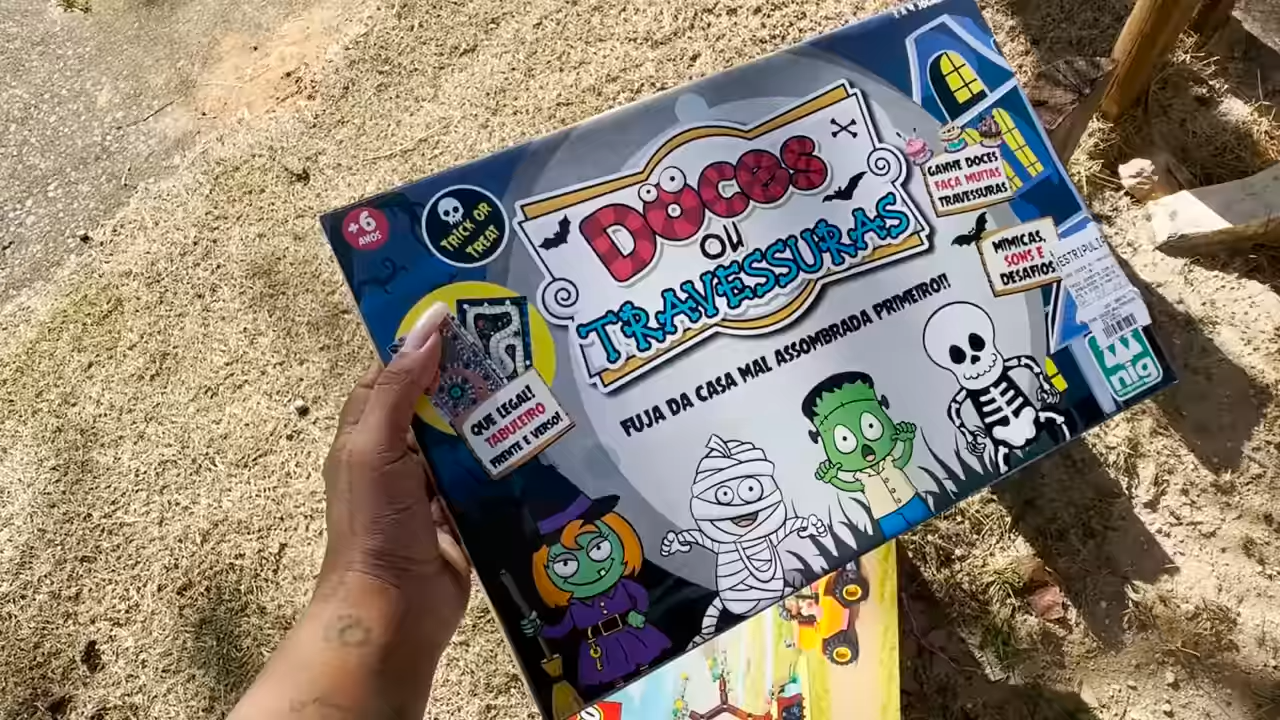 +6
ANOS
TRICK OR
TREAT
DOCES
OU
TRAVESSURAS
FUJA DA CASA MAL ASSOMBRADA PRIMEIRO!!
GANHE DOCES
FAÇA MUITAS
TRAVESSURAS
MÍMICAS,
SONS E
DESAFIOS
QUE LEGAL!
TABULEIRO
FRENTE E VERSO!
nig